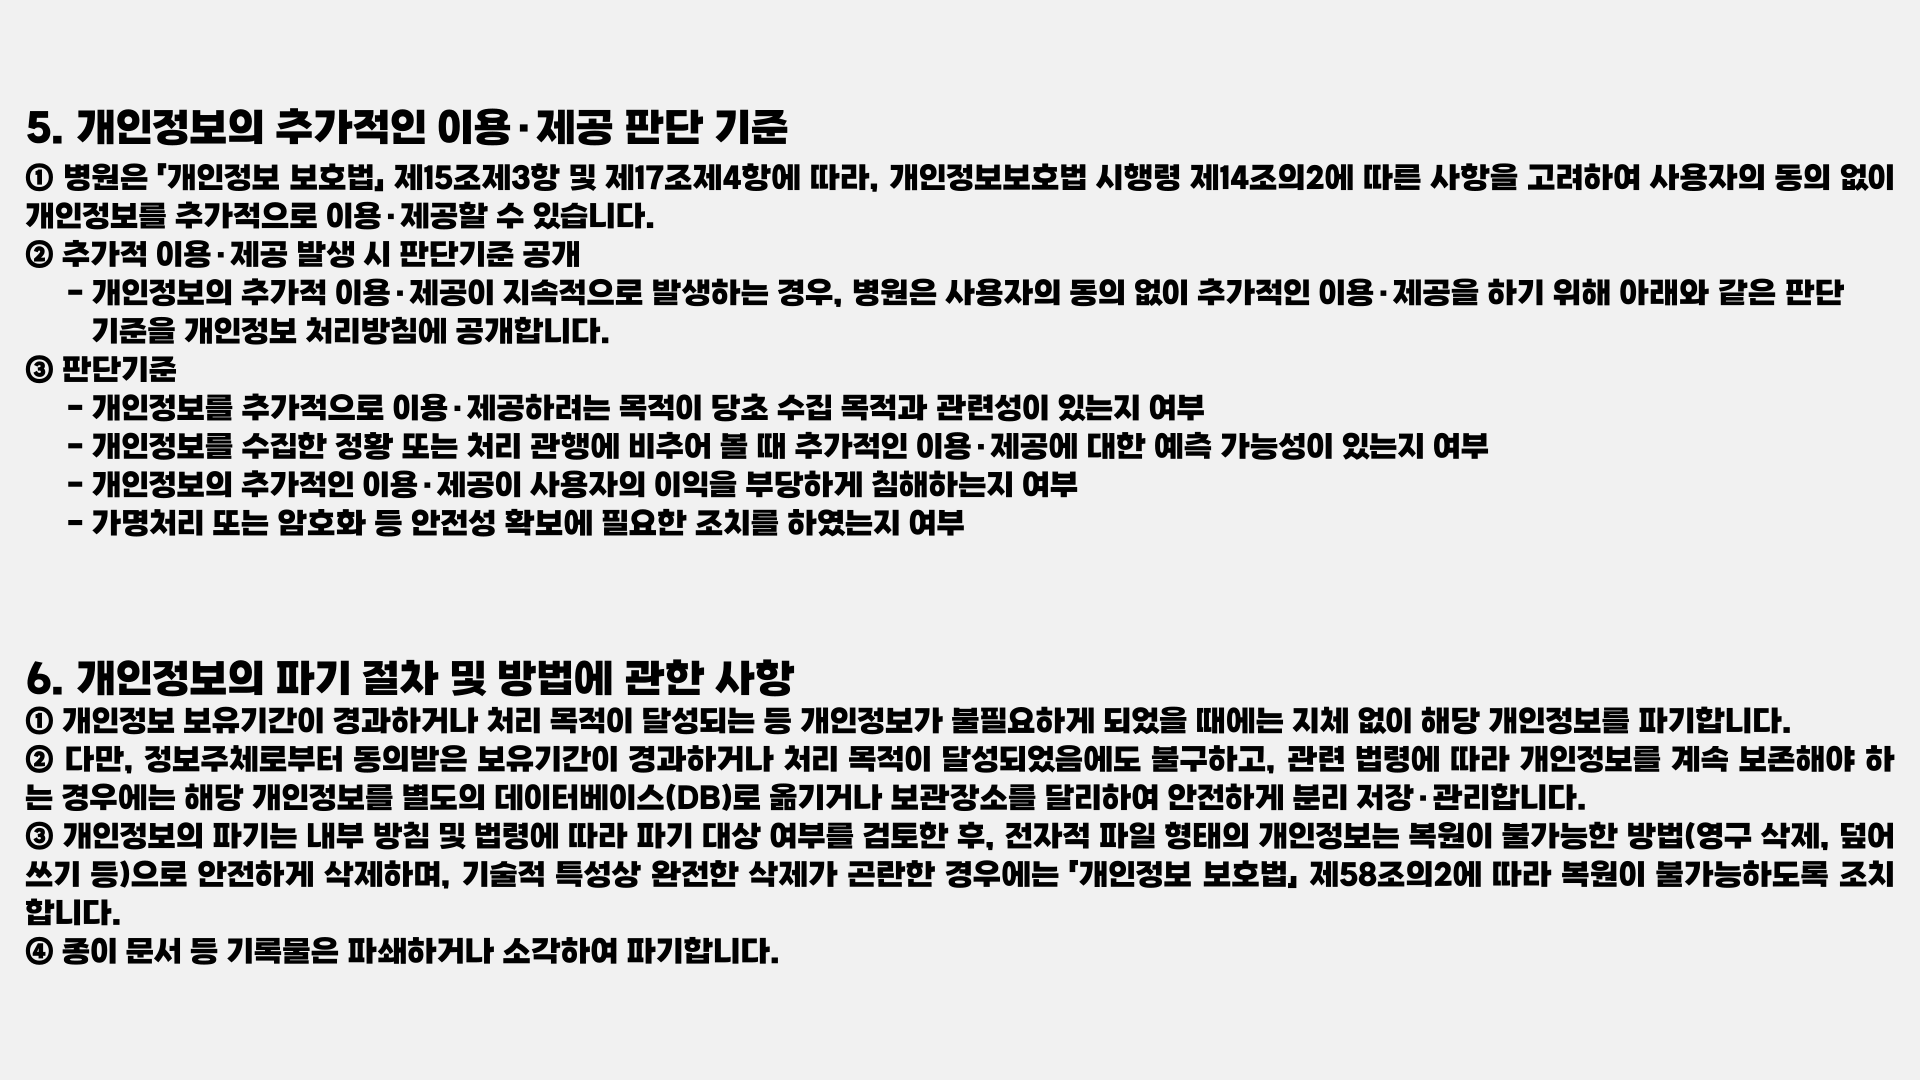 5. 개인정보의 추가적인 이용·제공 판단 기준
① 병원은 「개인정보 보호법」 제15조제3항 및 제17조제4항에 따라, 개인정보보호법 시행령 제14조의2에 따른 사항을 고려하여 사용자의 동의 없이
개인정보를 추가적으로 이용·제공할 수 있습니다.
② 추가적 이용·제공 발생 시 판단기준 공개
- 개인정보의 추가적 이용·제공이 지속적으로 발생하는 경우, 병원은 사용자의 동의 없이 추가적인 이용·제공을 하기 위해 아래와 같은 판단
기준을 개인정보 처리방침에 공개합니다.
③ 판단기준
- 개인정보를 추가적으로 이용·제공하려는 목적이 당초 수집 목적과 관련성이 있는지 여부
- 개인정보를 수집한 정황 또는 처리 관행에 비추어 볼 때 추가적인 이용·제공에 대한 예측 가능성이 있는지 여부
- 개인정보의 추가적인 이용·제공이 사용자의 이익을 부당하게 침해하는지 여부
- 가명처리 또는 암호화 등 안전성 확보에 필요한 조치를 하였는지 여부
6. 개인정보의 파기 절차 및 방법에 관한 사항
① 개인정보 보유기간이 경과하거나 처리 목적이 달성되는 등 개인정보가 불필요하게 되었을 때에는 지체 없이 해당 개인정보를 파기합니다.
② 다만, 정보주체로부터 동의받은 보유기간이 경과하거나 처리 목적이 달성되었음에도 불구하고, 관련 법령에 따라 개인정보를 계속 보존해야 하
는 경우에는 해당 개인정보를 별도의 데이터베이스(DB)로 옮기거나 보관장소를 달리하여 안전하게 분리 저장·관리합니다.
③ 개인정보의 파기는 내부 방침 및 법령에 따라 파기 대상 여부를 검토한 후, 전자적 파일 형태의 개인정보는 복원이 불가능한 방법(영구 삭제, 덮어
쓰기 등)으로 안전하게 삭제하며, 기술적 특성상 완전한 삭제가 곤란한 경우에는 「개인정보 보호법」 제58조의2에 따라 복원이 불가능하도록 조치
합니다.
④ 종이 문서 등 기록물은 파쇄하거나 소각하여 파기합니다.